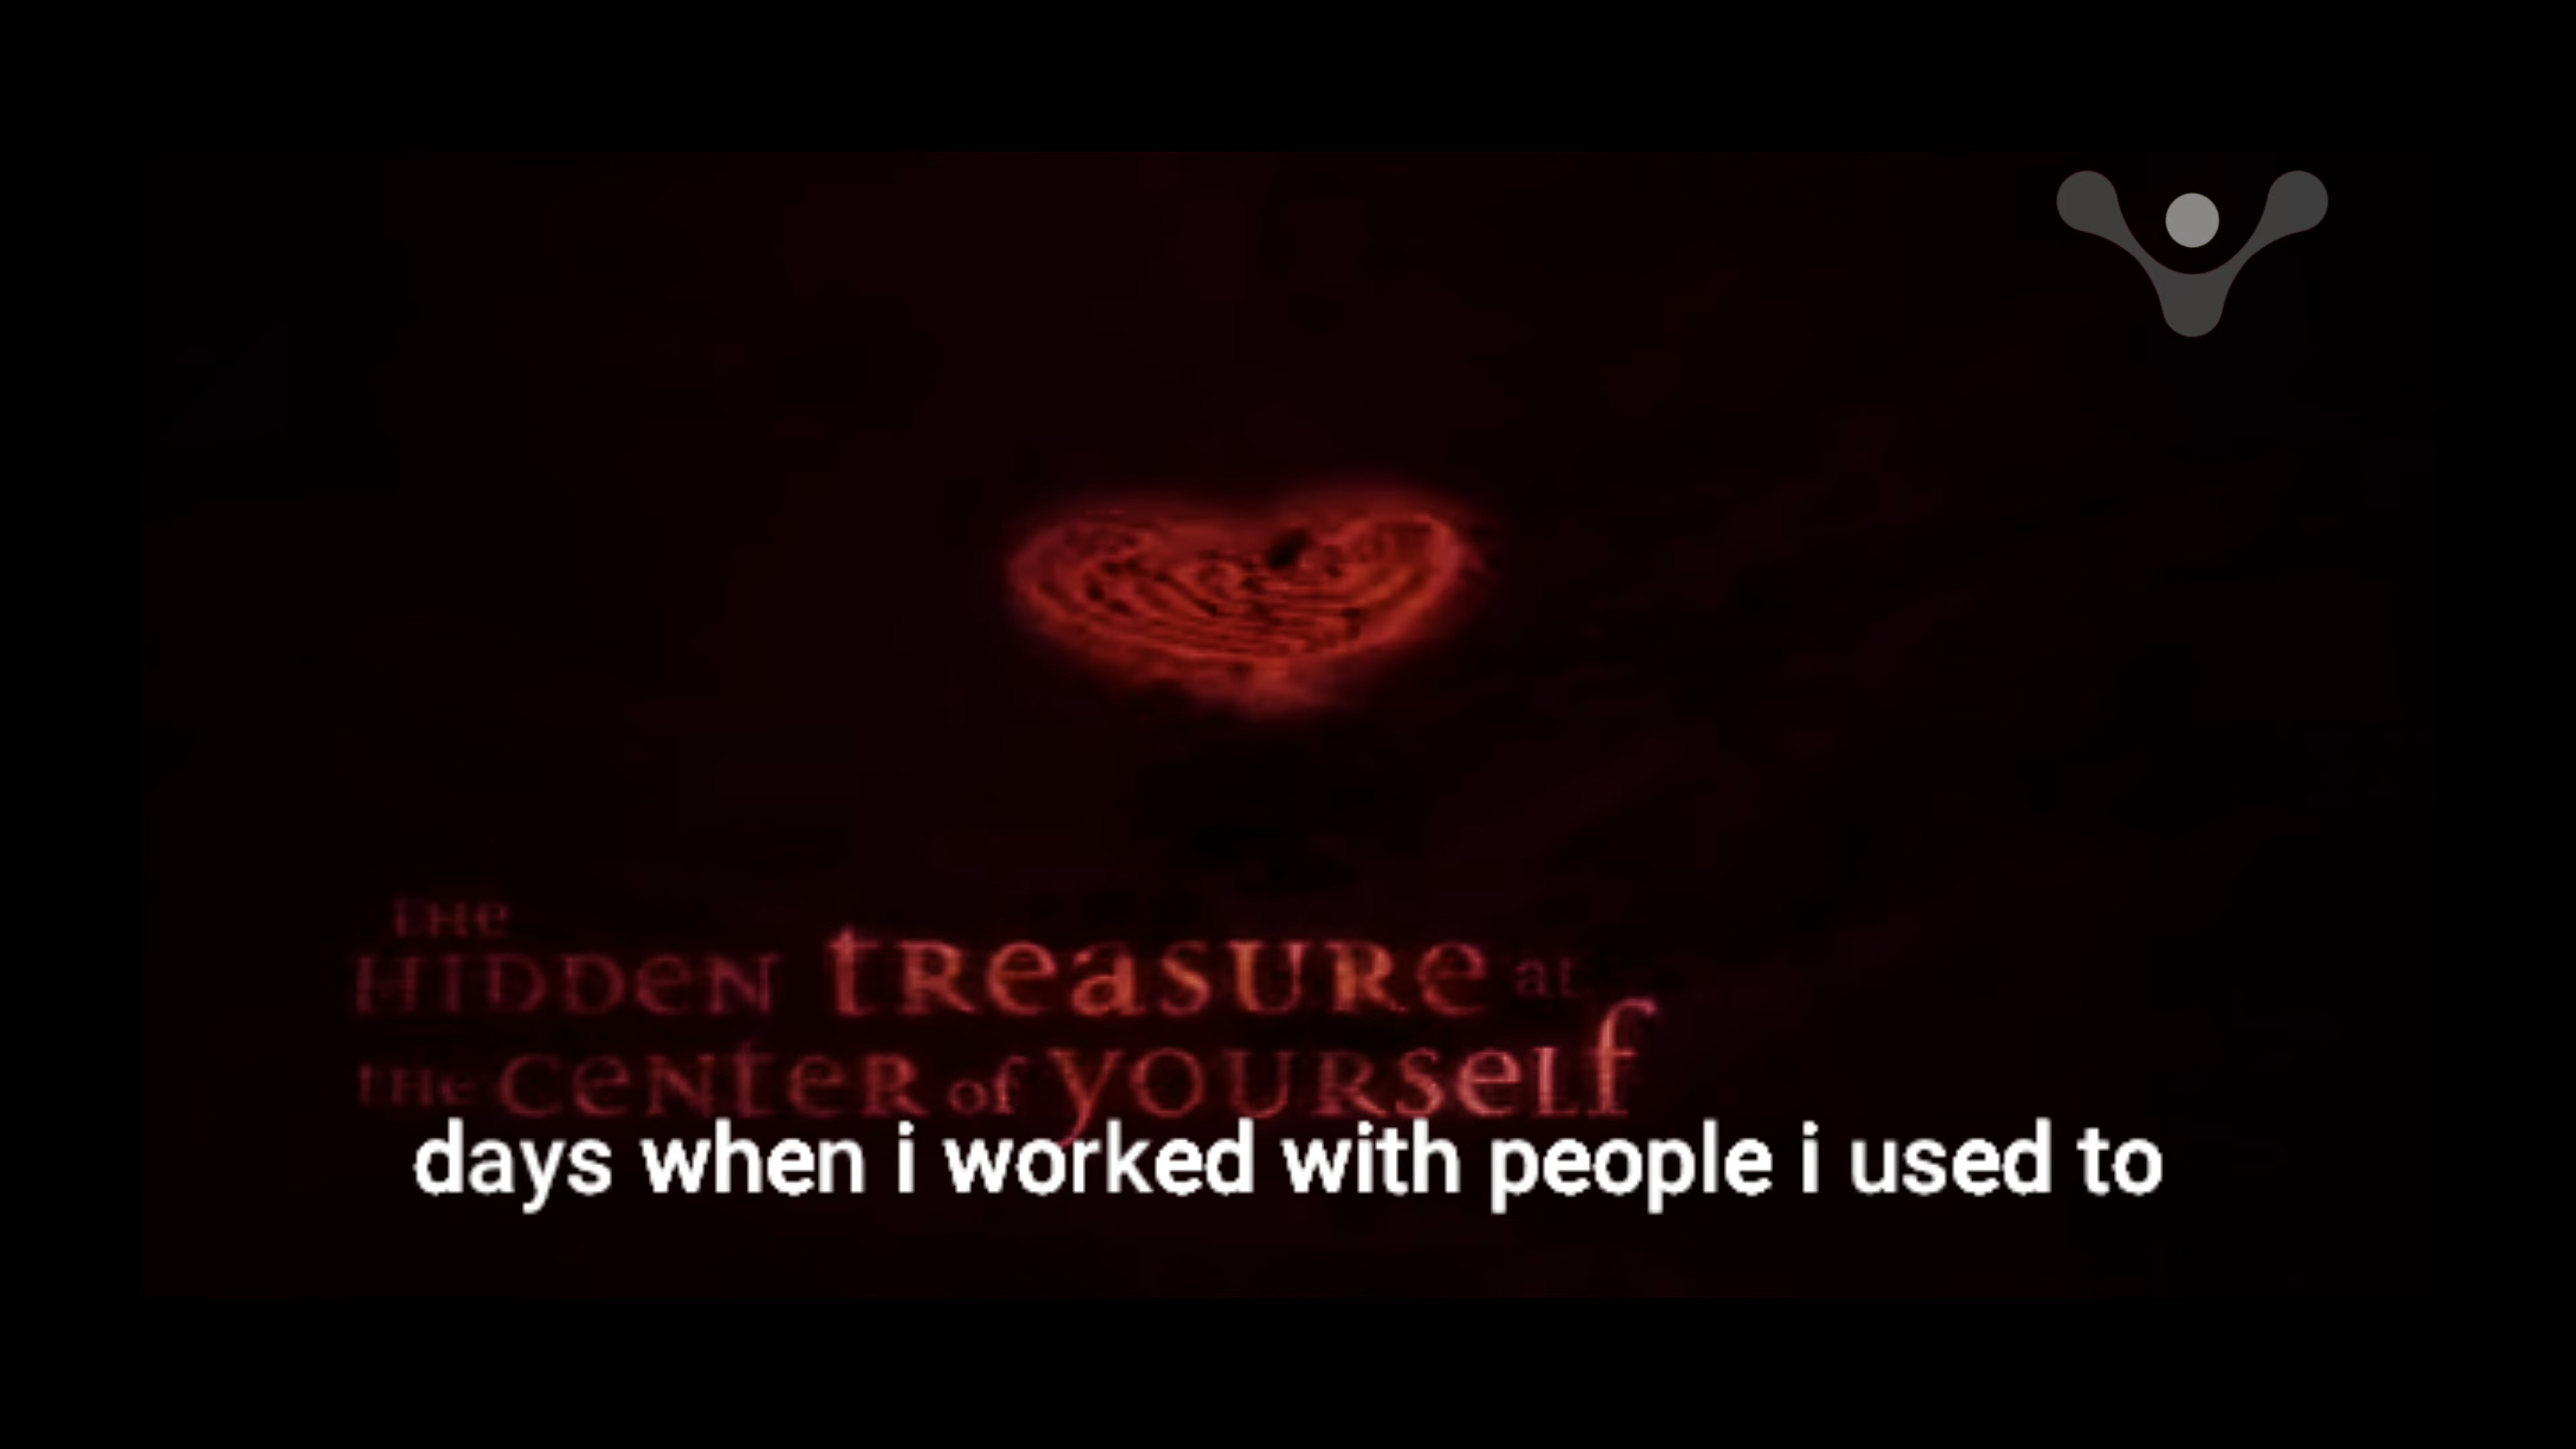 tHe
HIDDeN tReasURe at
tHe CeNteR of yOURself
days when i worked with people i used to